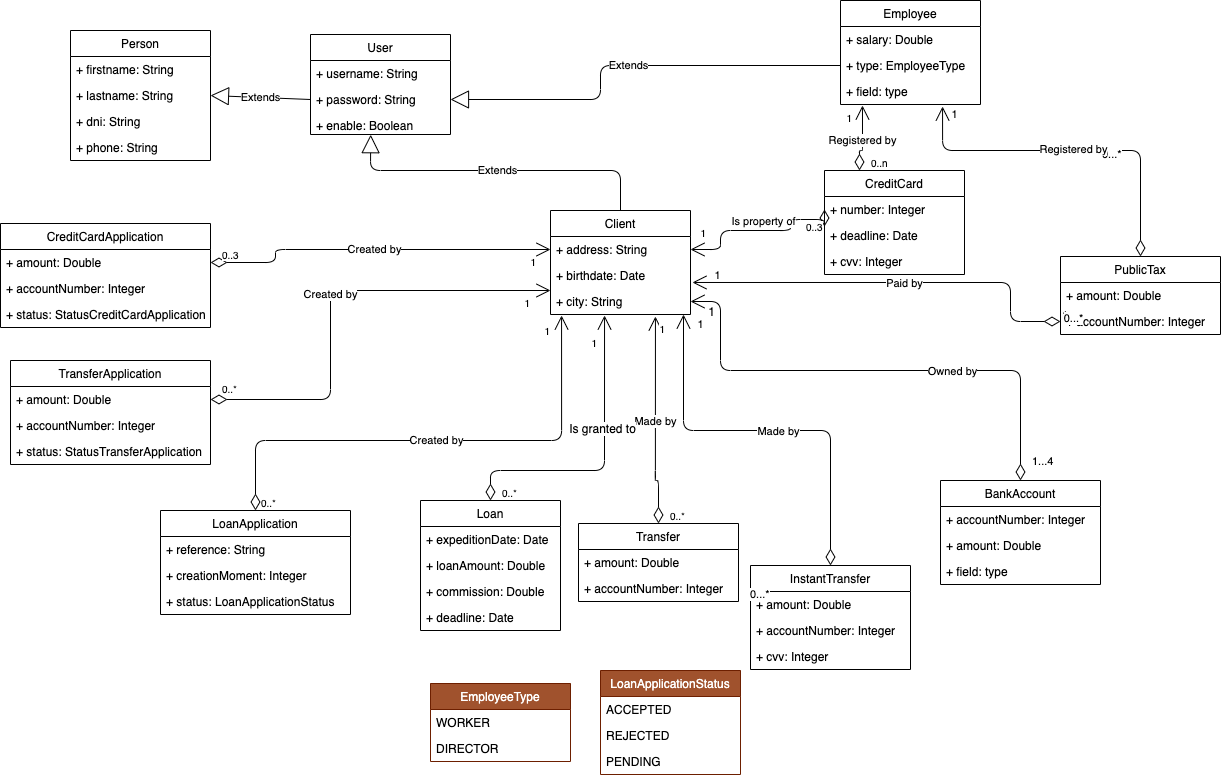 Person
+ firstname: String
+ lastname: String
+ dni: String
+ phone: String
Extends
User
+ username: String
+ password: String
+ enable: Boolean
Extends
Employee
+ salary: Double
+ type: EmployeeType
+ field: type
1
Registered by
0..n
1
Registered by
0...*
Extends
CreditCard
+ number: Integer
+ deadline: Date
+ cvv: Integer
Client
+ address: String
+ birthdate: Date
+ city: String
1
Is property of
0..3
CreditCardApplication
+ amount: Double
+ accountNumber: Integer
+ status: StatusCreditCardApplication
0..3
Created by
1
Created by
1
1
Paid by
0...*
PublicTax
+ amount: Double
+ accountNumber: Integer
TransferApplication
+ amount: Double
+ accountNumber: Integer
+ status: StatusTransferApplication
0..*
1
1
1
1
1
Owned by
1...4
Created by
0..*
Is granted to
0..*
Made by
0..*
Made by
0...*
LoanApplication
+ reference: String
+ creationMoment: Integer
+ status: LoanApplicationStatus
Loan
+ expeditionDate: Date
+ loanAmount: Double
+ commission: Double
+ deadline: Date
Transfer
+ amount: Double
+ accountNumber: Integer
InstantTransfer
+ amount: Double
+ accountNumber: Integer
+ cvv: Integer
BankAccount
+ accountNumber: Integer
+ amount: Double
+ field: type
EmployeeType
WORKER
DIRECTOR
LoanApplicationStatus
ACCEPTED
REJECTED
PENDING